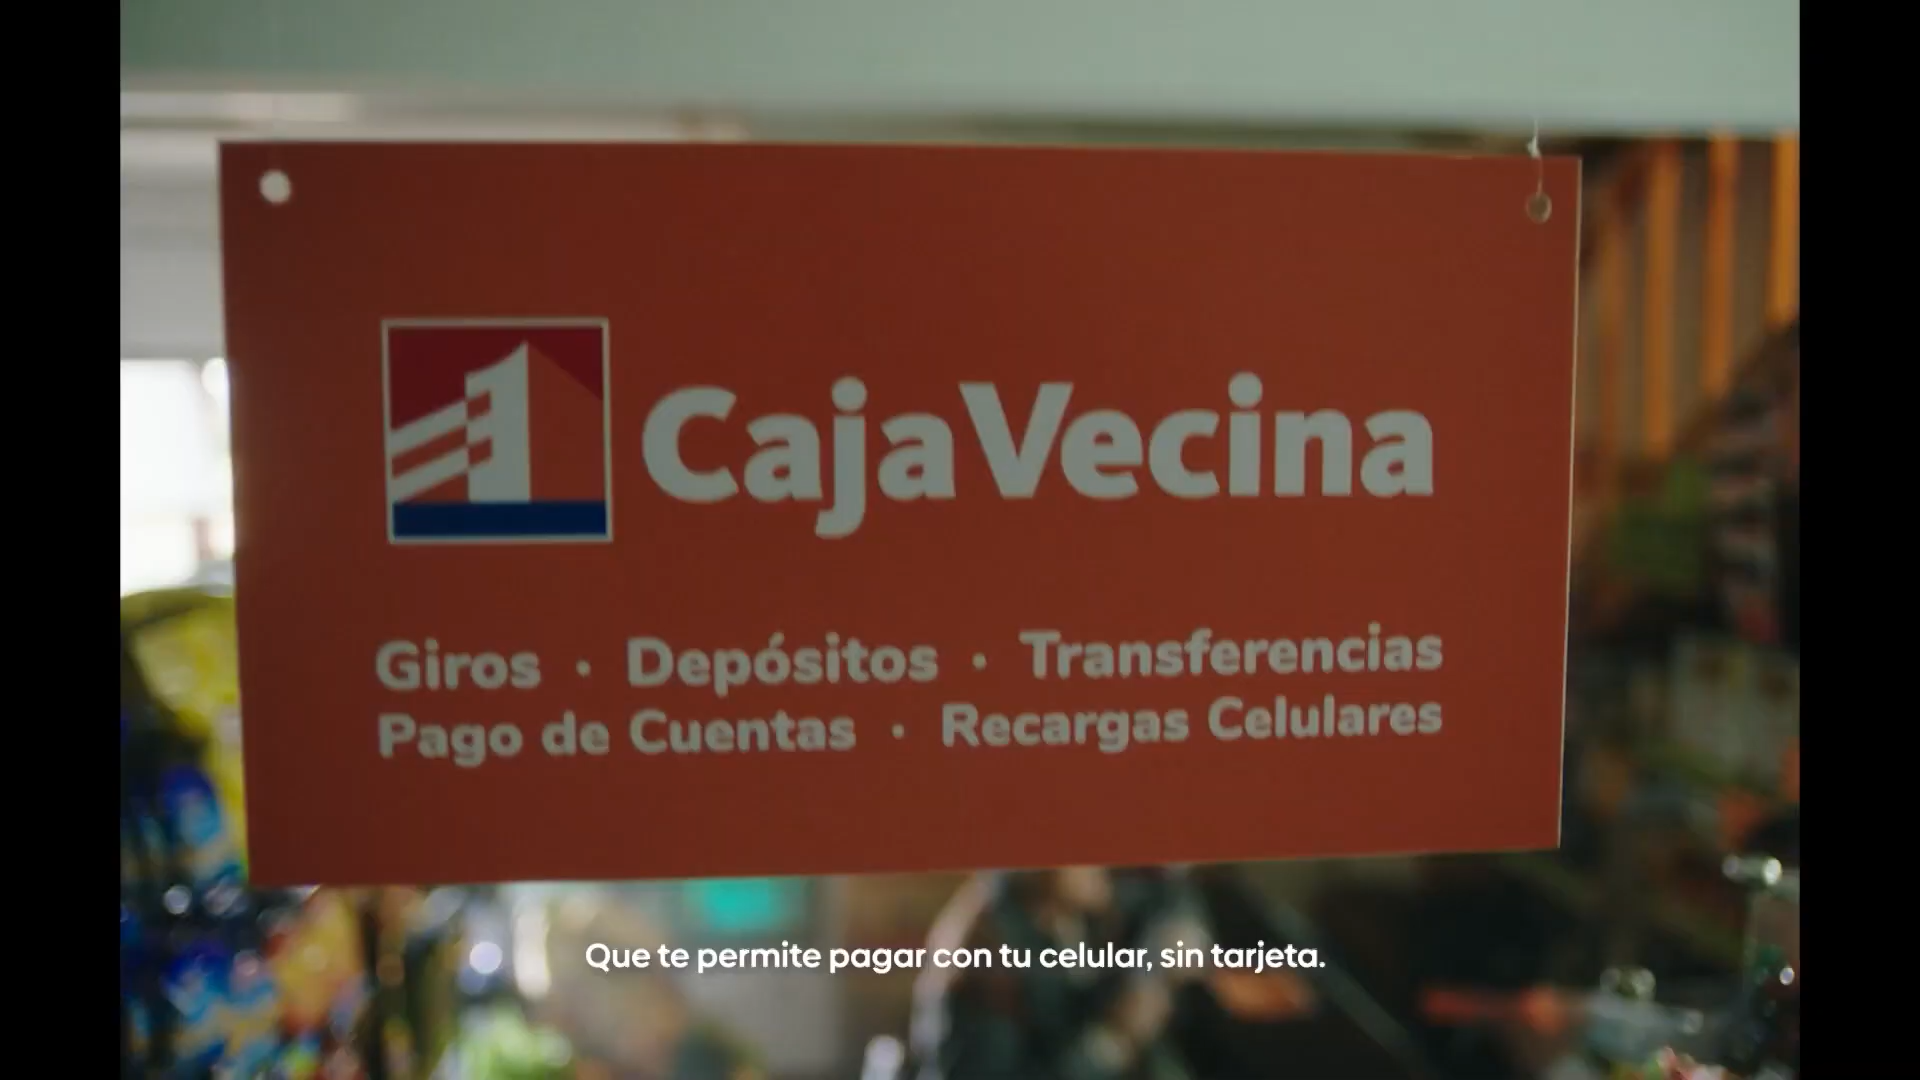 CajaVecina
Giros · Depósitos · Transferencias
Pago de Cuentas · Recargas Celulares
Que te permite pagar con tu celular, sin tarjeta.